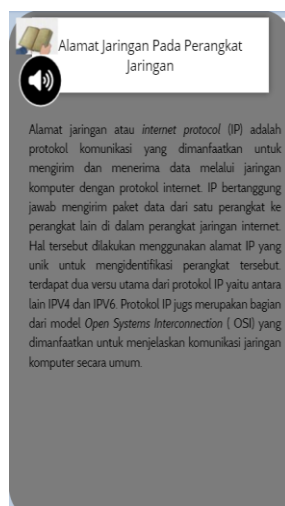 Alamat Jaringan Pada Perangkat
Jaringan
Alamat jaringan atau internet protocol (IP) adalah
protokol komunikasi yang dimanfaatkan untuk
mengirim dan menerima data melalui jaringan
komputer dengan protokol internet. IP bertanggung
jawab mengirim paket data dari satu perangkat ke
perangkat lain di dalam perangkat jaringan internet.
Hal tersebut dilakukan menggunakan alamat IP yang
unik untuk mengidentifikasi perangkat tersebut.
terdapat dua versu utama dari protokol IP yaitu antara
lain IPV4 dan IPV6. Protokol IP jugs merupakan bagian
dari model Open Systems Interconnection ( OSI) yang
dimanfaatkan untuk menjelaskan komunikasi jaringan
komputer secara umum.